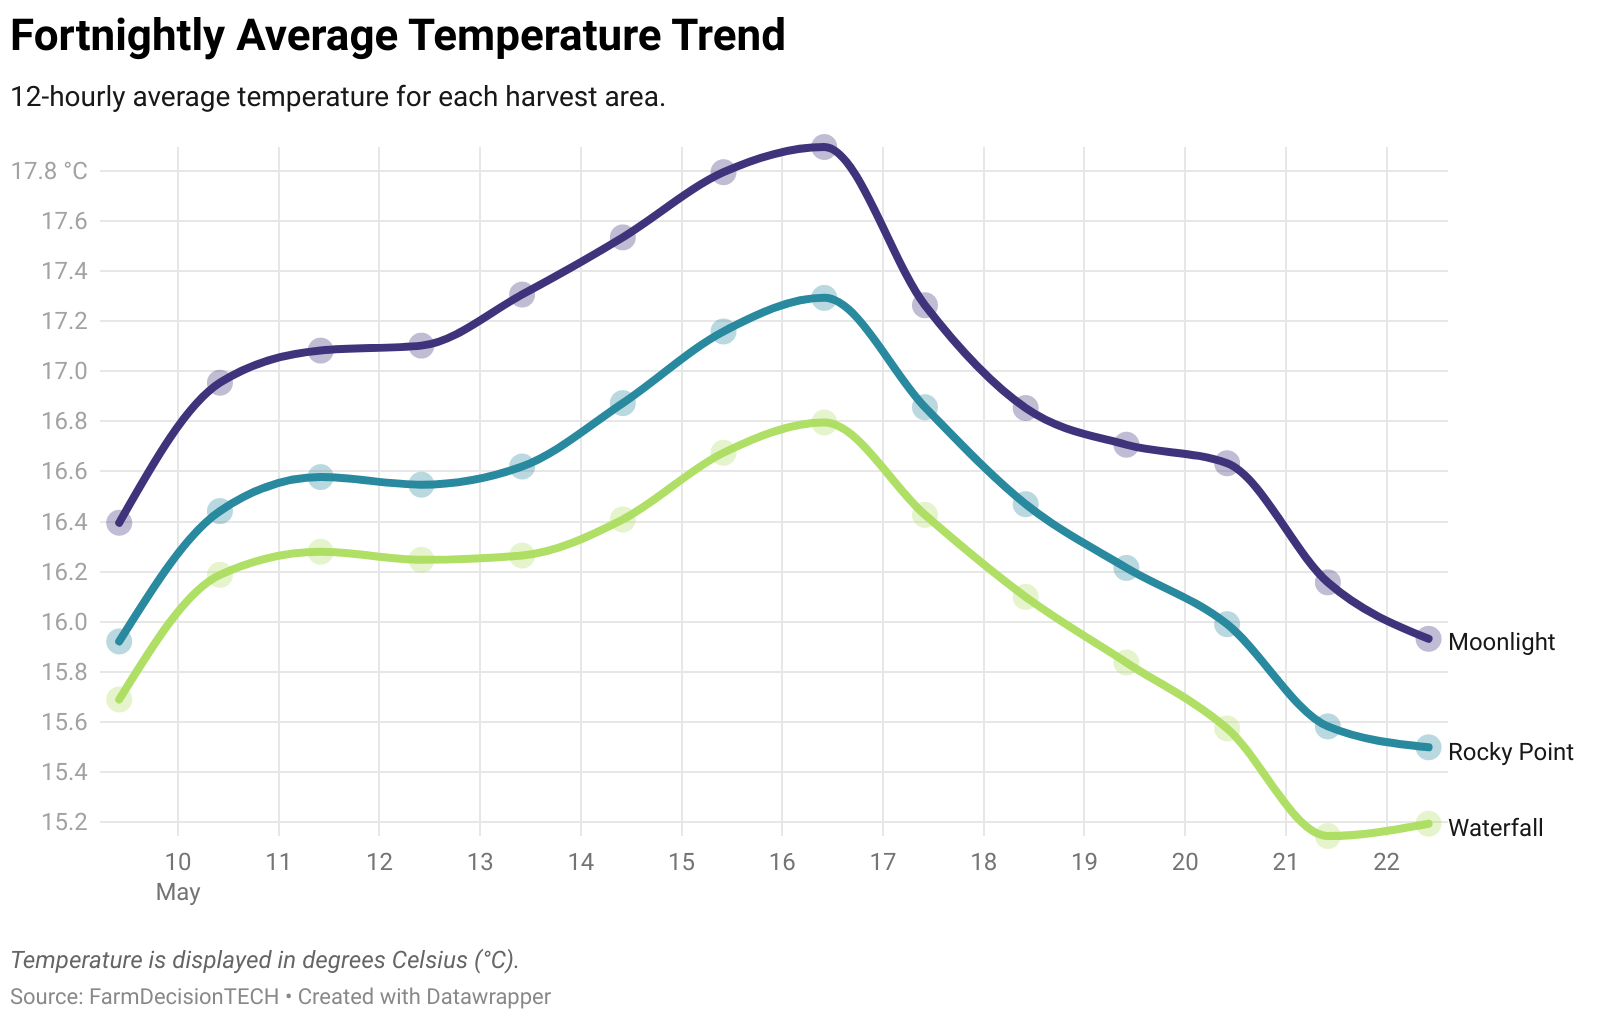 Fortnightly Average Temperature Trend
12-hourly average temperature for each harvest area.
17.8 °C
17.6
17.4
17.2
17.0
16.8
16.6
16.4
16.2
16.0
15.8
15.6
15.4
15.2
Moonlight
Rocky Point
Waterfall
10 11 12 13 14 15 16 17 18 19 20 21 22
May
Temperature is displayed in degrees Celsius (°C).
Source: FarmDecisionTECH • Created with Datawrapper